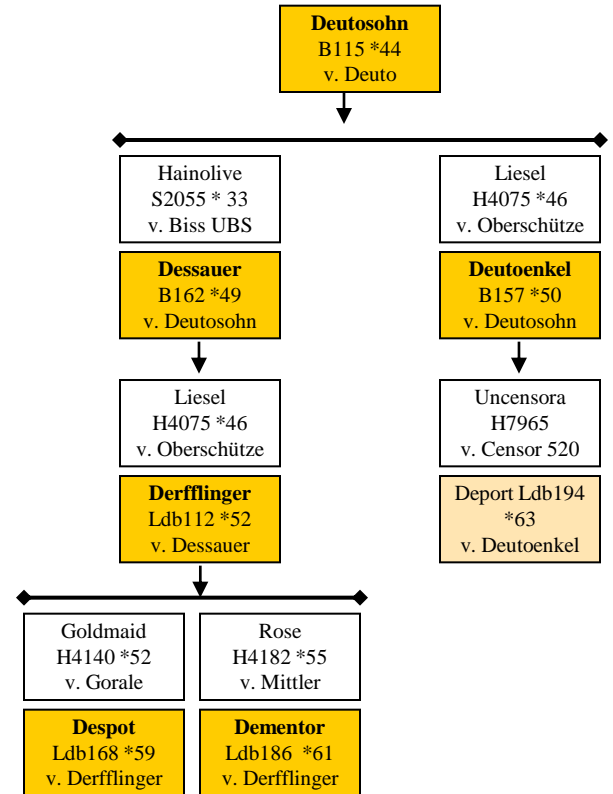 Deutosohn
B115 *44
v. Deuto
Hainolive
S2055 * 33
v. Biss UBS
Liesel
H4075 *46
v. Oberschütze
Dessauer
B162 *49
v. Deutosohn
Deutoenkel
B157 *50
v. Deutosohn
Liesel
H4075 *46
v. Oberschütze
Uncensora
H7965
v. Censor 520
Derfflinger
Ldb112 *52
v. Dessauer
Deport Ldb194
*63
v. Deutoenkel
Goldmaid
H4140 *52
v. Gorale
Rose
H4182 *55
v. Mittler
Despot
Ldb168 *59
v. Derfflinger
Dementor
Ldb186 *61
v. Derfflinger